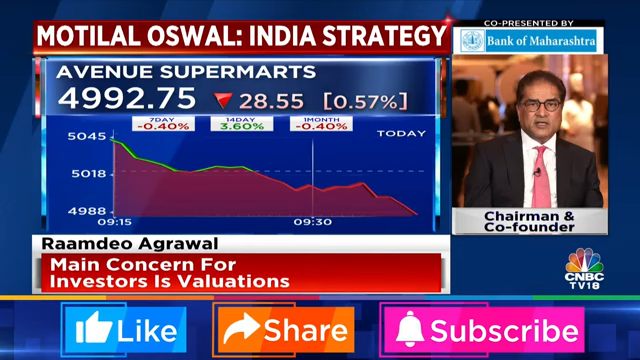 MOTILAL OSWAL: INDIA STRATEGY
CO-PRESENTED BY
Bank of Maharashtra
AVENUE SUPERMARTS
4992.75 ▼ 28.55 [0.57%]
7DAY
-0.40%
14DAY
3.60%
1MONTH
-0.40%
TODAY
5045
5018
4988
09:15
09:30
Chairman &
Co-founder
Raamdeo Agrawal
Main Concern For
Investors Is Valuations
CNBC
TV18
Like
Share
Subscribe